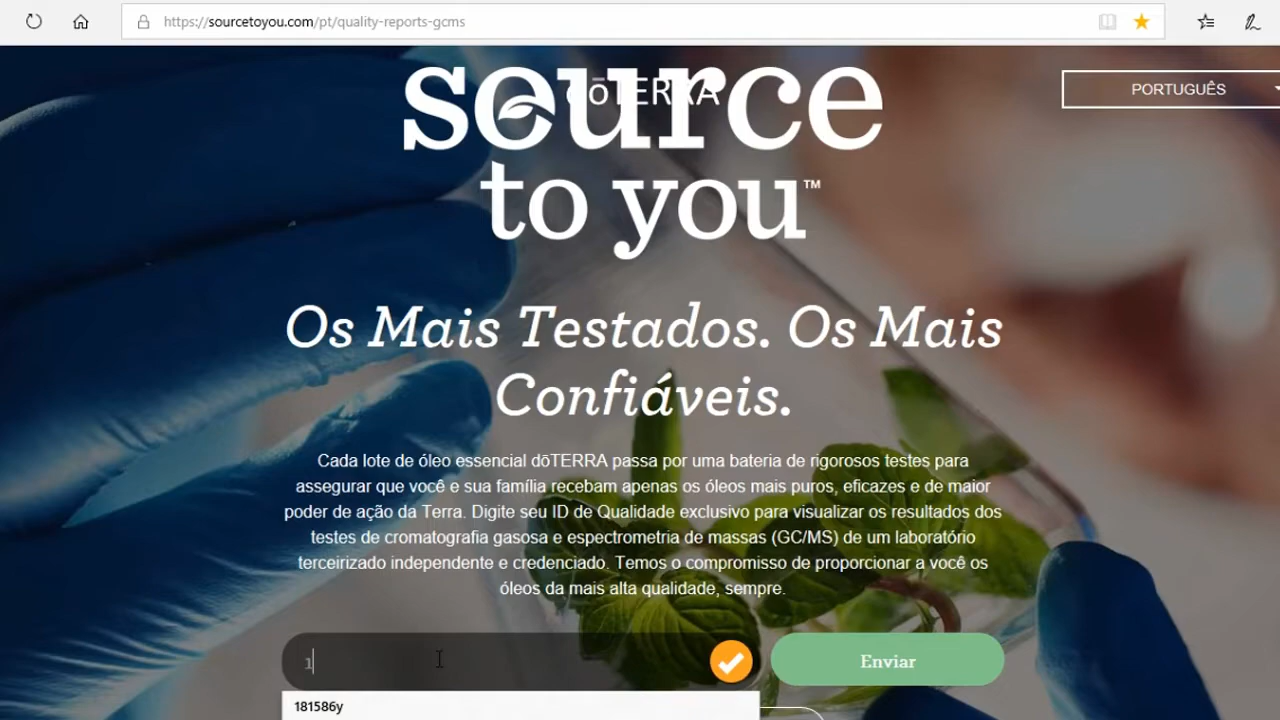 https://sourcetoyou.com/pt/quality-reports-gcms
dōTERRA
PORTUGUÊS
source
to you™
Os Mais Testados. Os Mais
Confiáveis.
Cada lote de óleo essencial dōTERRA passa por uma bateria de rigorosos testes para
assegurar que você e sua família recebam apenas os óleos mais puros, eficazes e de maior
poder de ação da Terra. Digite seu ID de Qualidade exclusivo para visualizar os resultados dos
testes de cromatografia gasosa e espectrometria de massas (GC/MS) de um laboratório
terceirizado independente e credenciado. Temos o compromisso de proporcionar a você os
óleos da mais alta qualidade, sempre.
1
Enviar
181586y